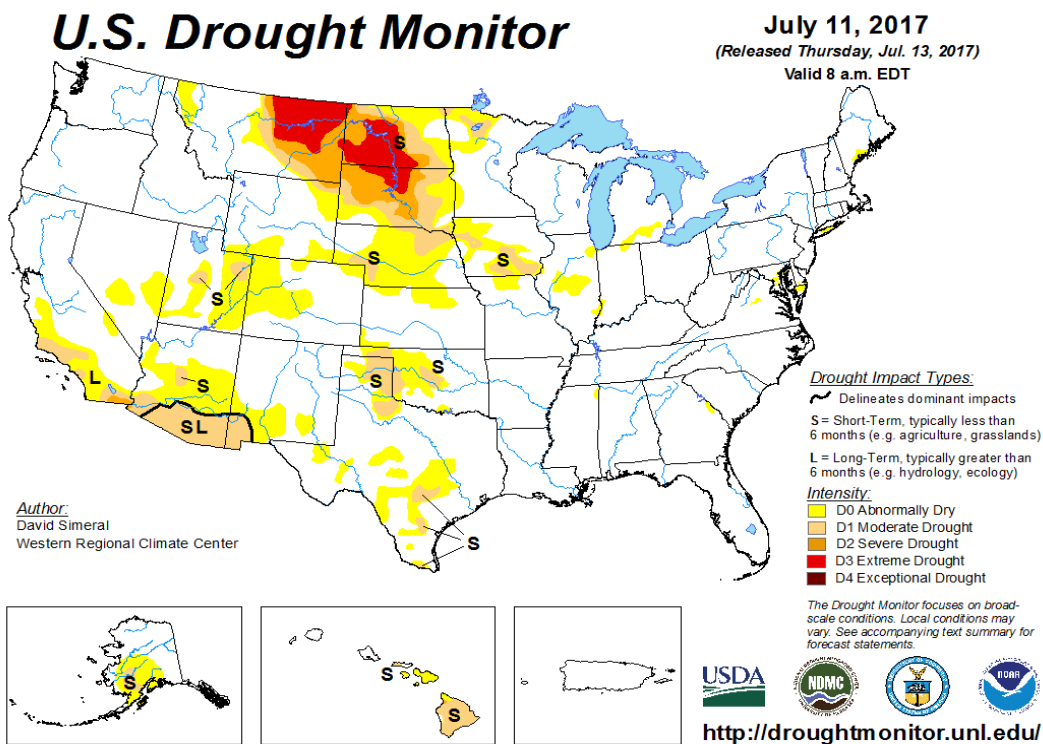 U.S. Drought Monitor
July 11, 2017
(Released Thursday, Jul. 13, 2017)
Valid 8 a.m. EDT
S
S
S
S
S
S
L
S
S L
S
Drought Impact Types:
Delineates dominant impacts
S = Short-Term, typically less than
6 months (e.g. agriculture, grasslands)
L = Long-Term, typically greater than
6 months (e.g. hydrology, ecology)
Intensity:
D0 Abnormally Dry
D1 Moderate Drought
D2 Severe Drought
D3 Extreme Drought
D4 Exceptional Drought
Author:
David Simeral
Western Regional Climate Center
The Drought Monitor focuses on broad-
scale conditions. Local conditions may
vary. See accompanying text summary for
forecast statements.
S
S
S
USDA
NDMC
NOAA
http://droughtmonitor.unl.edu/